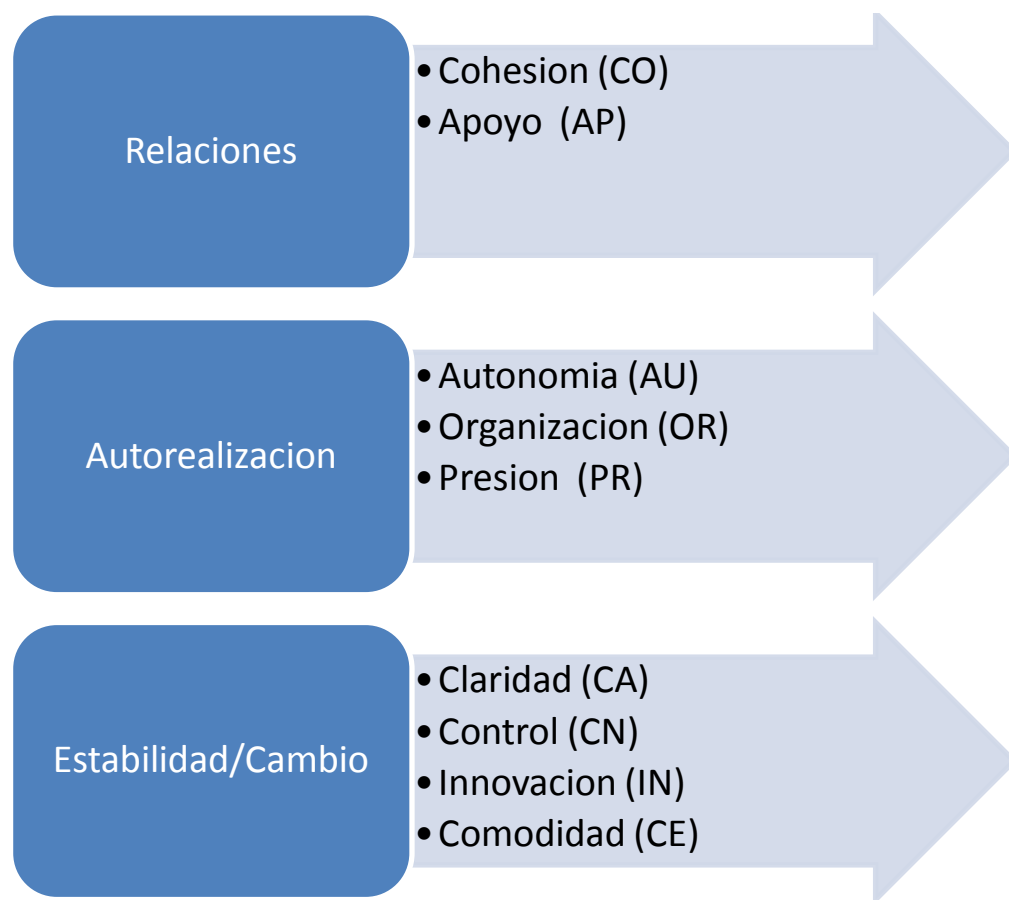 Relaciones
• Cohesion (CO)
• Apoyo  (AP)
Autorealizacion
• Autonomia (AU)
• Organizacion (OR)
• Presion  (PR)
Estabilidad/Cambio
• Claridad (CA)
• Control (CN)
• Innovacion (IN)
• Comodidad (CE)